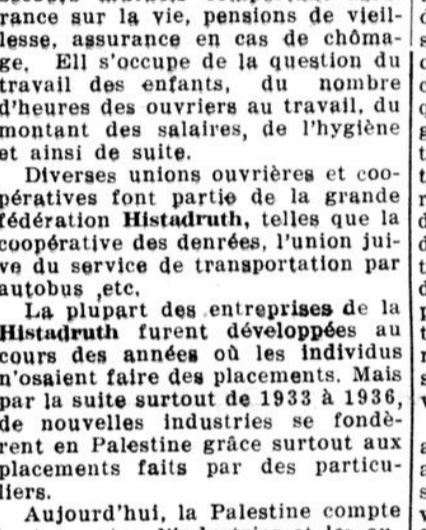 rance sur la vie, pensions de vieil-
lesse, assurance en cas de chôma-
ge. Ell s'occupe de la question du
travail des enfants, du nombre
d'heures des ouvriers au travail, du
montant des salaires, de l'hygiène
et ainsi de suite.
Diverses unions ouvrières et coo-
pératives font partie de la grande
fédération Histadruth, telles que la
coopérative des denrées, l'union jui-
ve du service de transportation par
autobus ,etc.
La plupart des entreprises de la
Histadruth furent développées au
cours des années où les individus
n'osaient faire des placements. Mais
par la suite surtout de 1933 à 1936,
de nouvelles industries se fondè-
rent en Palestine grâce surtout aux
placements faits par des particu-
liers.
Aujourd'hui, la Palestine compte